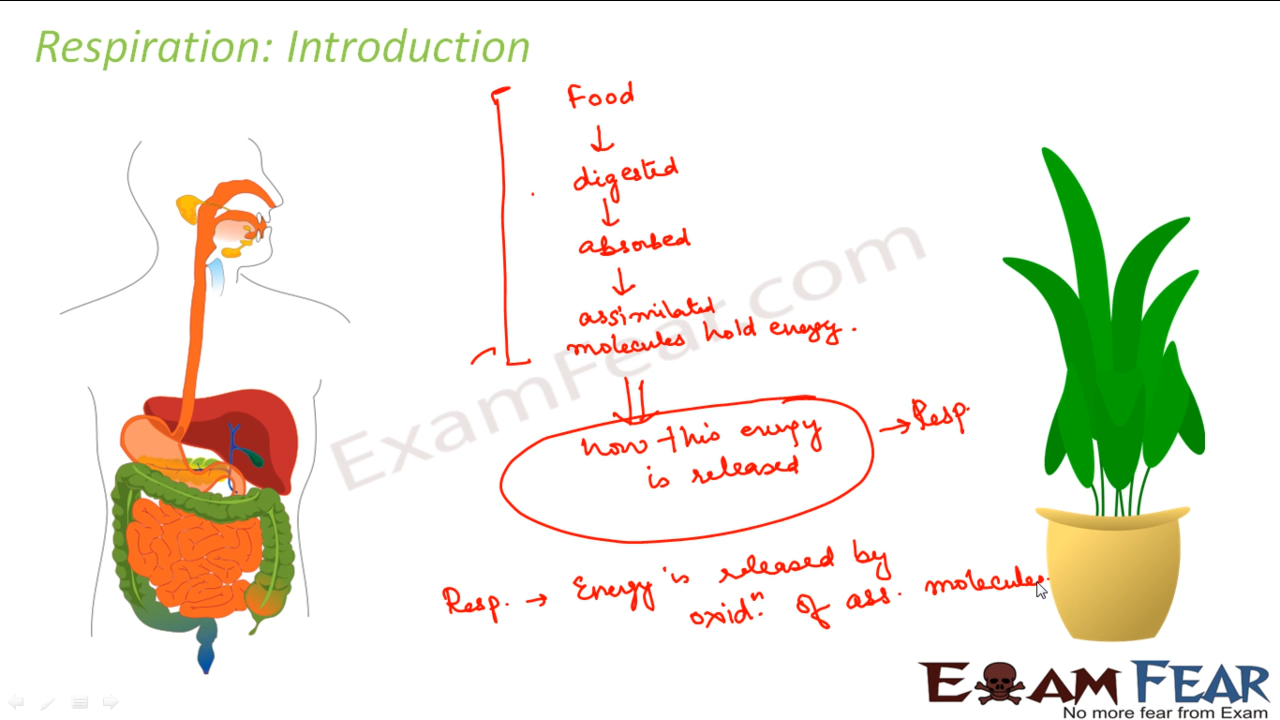 Respiration: Introduction
Food
↓
digested
↓
absorbed
↓
assimilated
molecules hold energy.
⇓
how this energy
is released
→ Resp.
Resp. → Energy is released by
oxidⁿ. of ass. molecules.
ExamFear.com
EXAM FEAR
No more fear from Exam